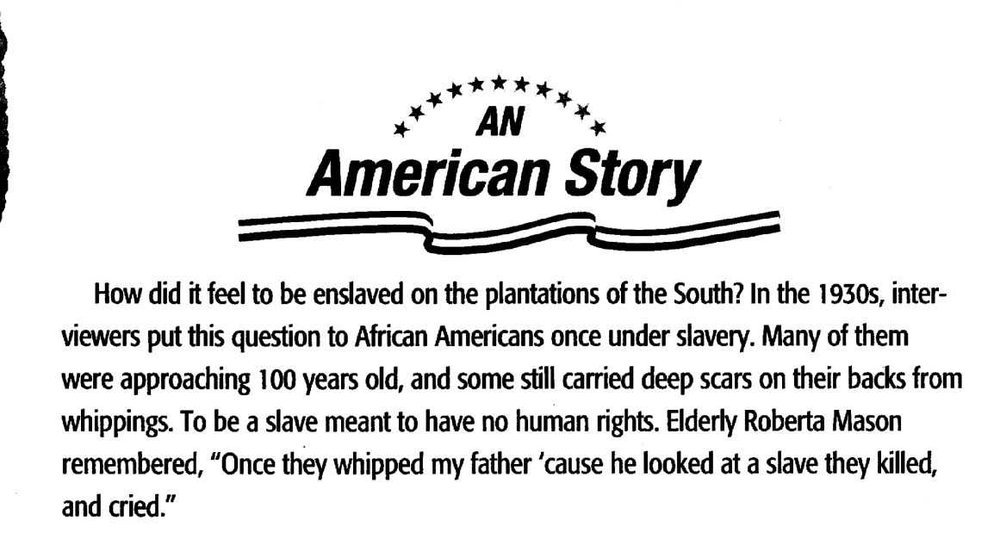 AN
American Story
How did it feel to be enslaved on the plantations of the South? In the 1930s, inter-
viewers put this question to African Americans once under slavery. Many of them
were approaching 100 years old, and some still carried deep scars on their backs from
whippings. To be a slave meant to have no human rights. Elderly Roberta Mason
remembered, “Once they whipped my father ’cause he looked at a slave they killed,
and cried.”